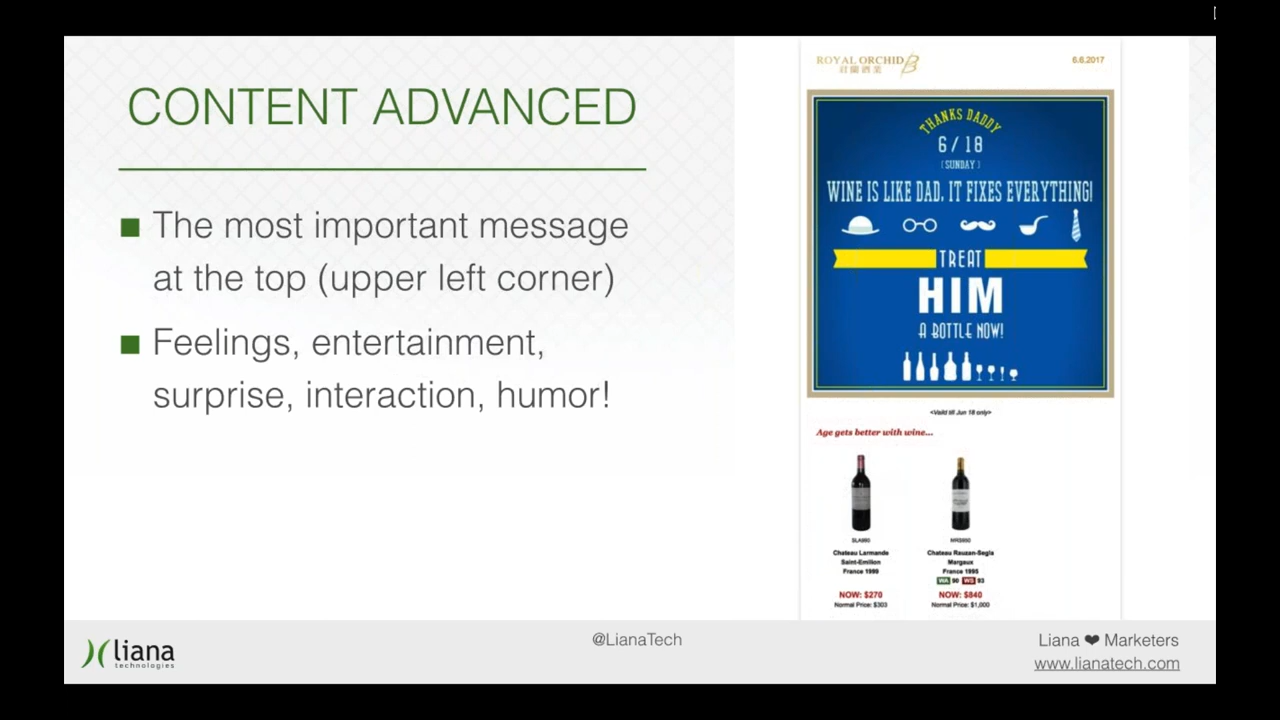 CONTENT ADVANCED
■ The most important message
at the top (upper left corner)
■ Feelings, entertainment,
surprise, interaction, humor!
ROYAL ORCHID
君蘭酒業
6.6.2017
THANKS DADDY
6/18
(SUNDAY)
WINE IS LIKE DAD, IT FIXES EVERYTHING!
TREAT
HIM
A BOTTLE NOW!
<Valid till Jun 18 only>
Age gets better with wine...
Chateau Larmande
Saint-Emilion
France 1999
NOW: $270
Normal Price: $303
Chateau Rauzan-Segla
Margaux
France 1995
WA 90 WS 93
NOW: $840
Normal Price: $1,000
liana
technologies
@LianaTech
Liana ❤ Marketers
www.lianatech.com